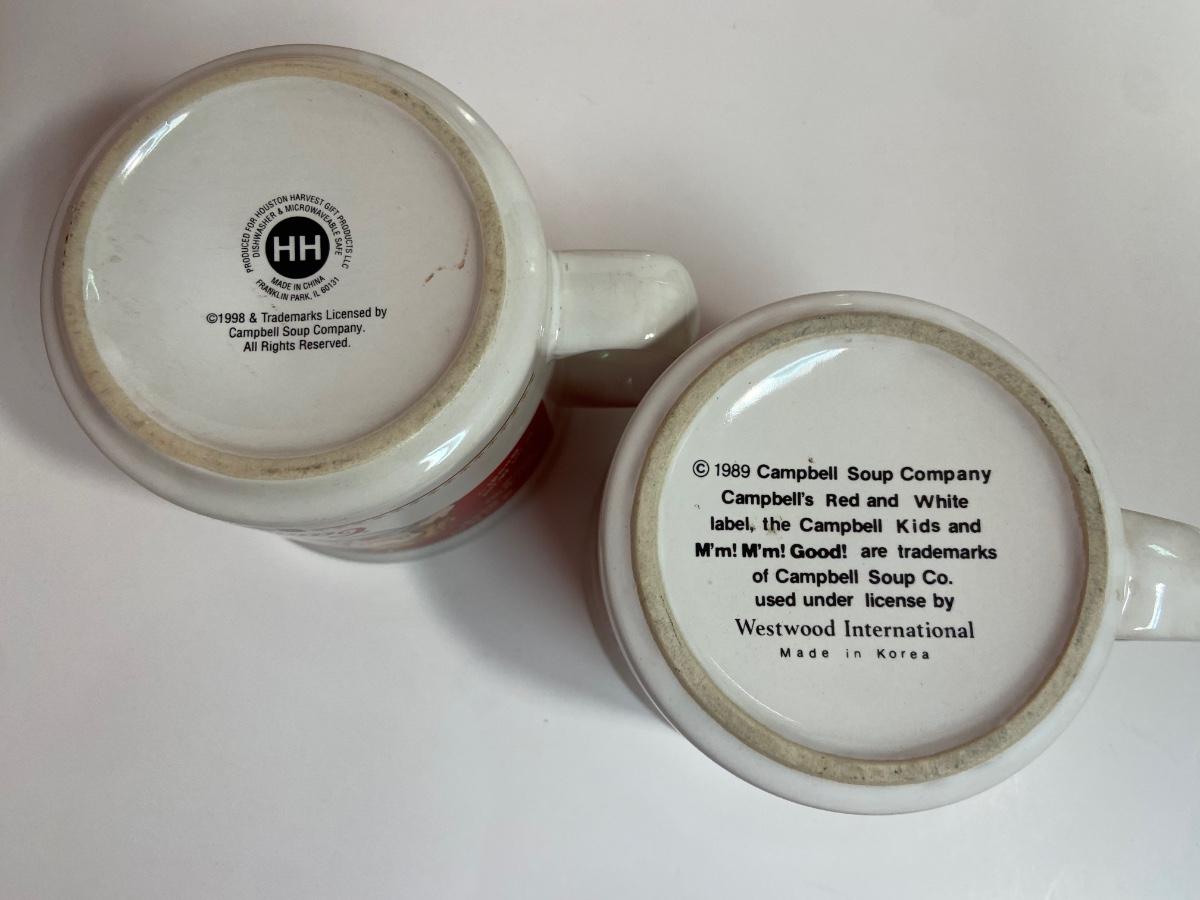 PRODUCED FOR HOUSTON HARVEST GIFT PRODUCTS LLC
DISHWASHER & MICROWAVEABLE SAFE
HH
MADE IN CHINA
FRANKLIN PARK, IL 60131
©1998 & Trademarks Licensed by
Campbell Soup Company.
All Rights Reserved.
© 1989 Campbell Soup Company
Campbell's Red and White
label, the Campbell Kids and
M'm! M'm! Good! are trademarks
of Campbell Soup Co.
used under license by
Westwood International
Made in Korea